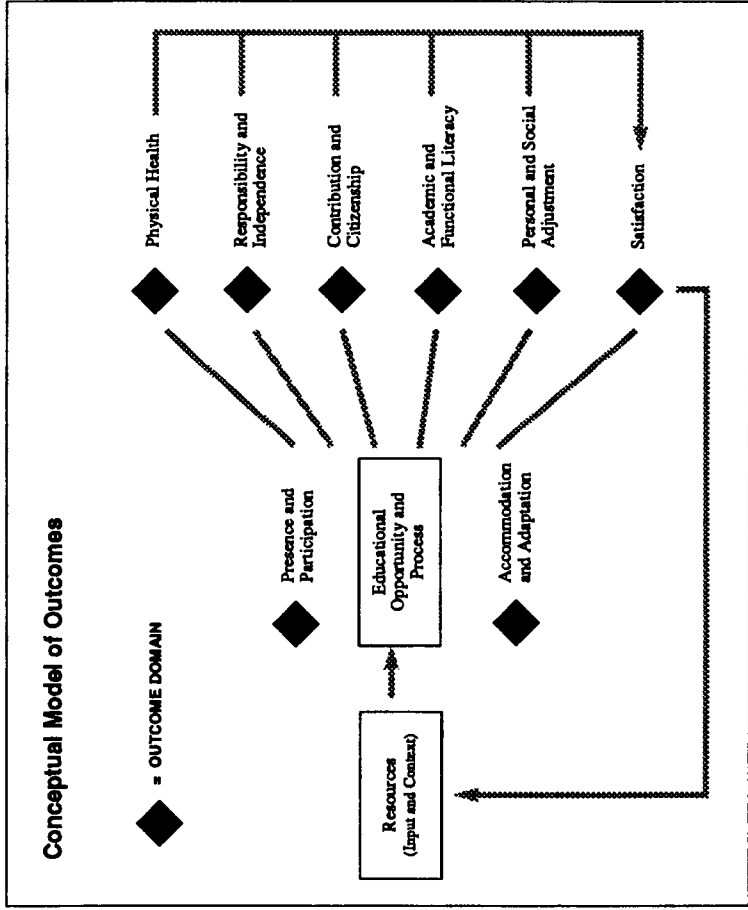 Conceptual Model of Outcomes
= OUTCOME DOMAIN
Resources
(Input and Context)
Presence and
Participation
Educational
Opportunity and
Process
Accommodation
and Adaptation
Physical Health
Responsibility and
Independence
Contribution and
Citizenship
Academic and
Functional Literacy
Personal and Social
Adjustment
Satisfaction